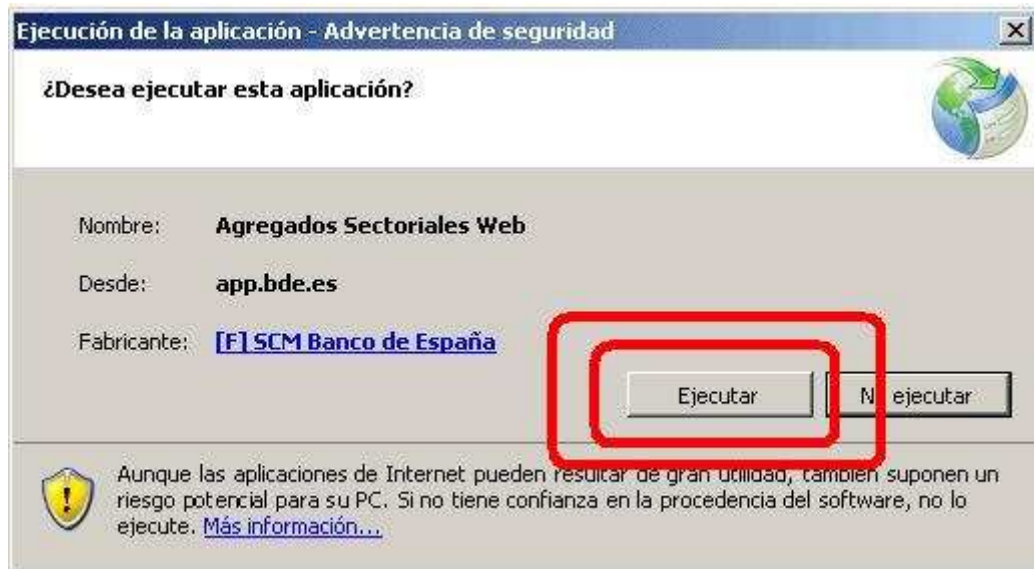 Ejecución de la aplicación - Advertencia de seguridad
¿Desea ejecutar esta aplicación?
Nombre: Agregados Sectoriales Web
Desde: app.bde.es
Fabricante: [F] SCM Banco de España
Ejecutar No ejecutar
Aunque las aplicaciones de Internet pueden resultar de gran utilidad, también suponen un
riesgo potencial para su PC. Si no tiene confianza en la procedencia del software, no lo
ejecute. Más información...